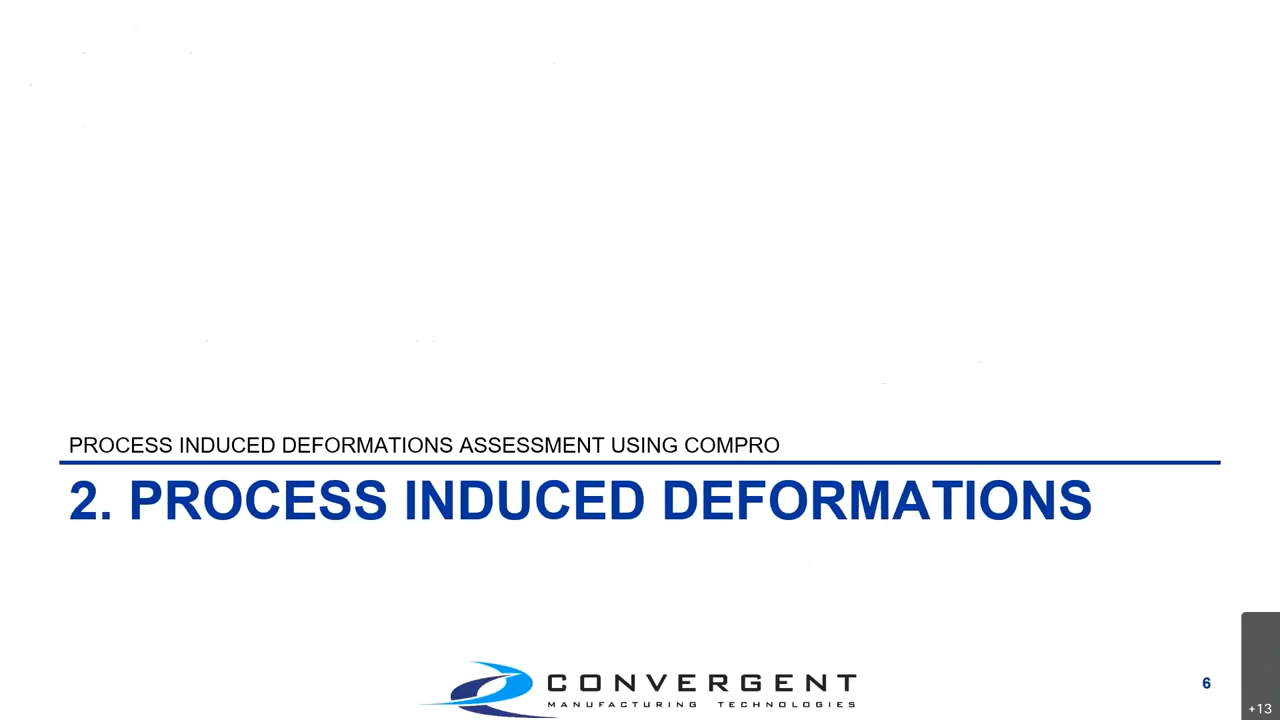 PROCESS INDUCED DEFORMATIONS ASSESSMENT USING COMPRO
2. PROCESS INDUCED DEFORMATIONS
CONVERGENT
MANUFACTURING TECHNOLOGIES
6
+13